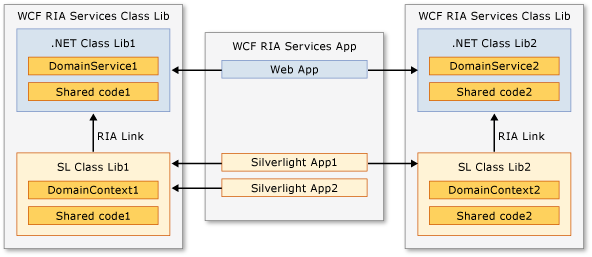 WCF RIA Services Class Lib
.NET Class Lib1
DomainService1
Shared code1
RIA Link
SL Class Lib1
DomainContext1
Shared code1
WCF RIA Services App
Web App
Silverlight App1
Silverlight App2
WCF RIA Services Class Lib
.NET Class Lib2
DomainService2
Shared code2
RIA Link
SL Class Lib2
DomainContext2
Shared code2